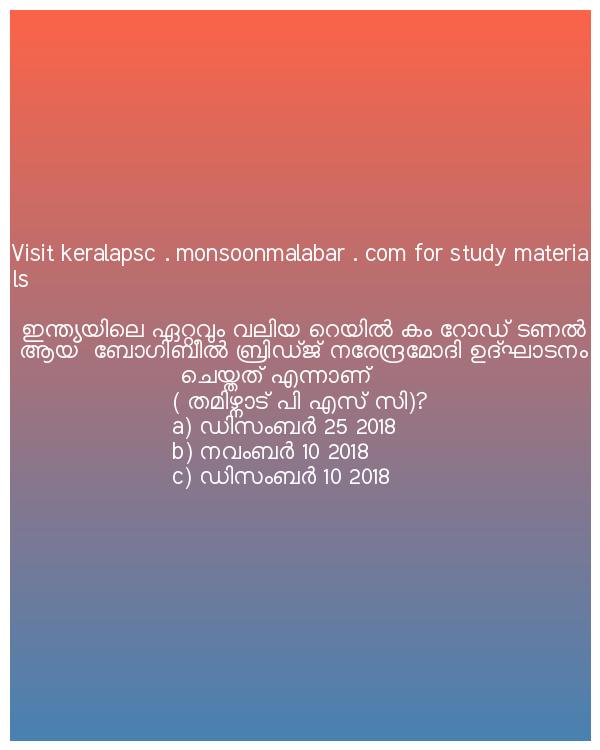 Visit keralapsc . monsoonmalabar . com for study materia
ls
ഇന്ത്യയിലെ ഏറ്റവും വലിയ റെയിൽ കം റോഡ് ടണൽ
ആയ ബോഗിബീൽ ബ്രിഡ്ജ് നരേന്ദ്രമോദി ഉദ്ഘാടനം
ചെയ്തത് എന്നാണ്
( തമിഴ്നാട് പി എസ് സി)?
a) ഡിസംബർ 25 2018
b) നവംബർ 10 2018
c) ഡിസംബർ 10 2018